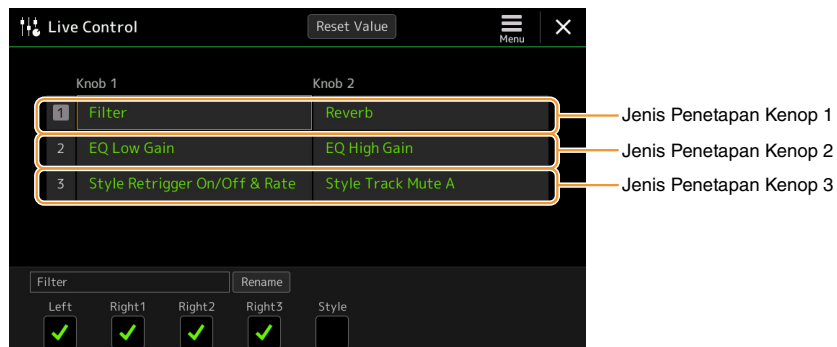 Live Control Reset Value Menu
Knob 1 Knob 2
1 Filter Reverb Jenis Penetapan Kenop 1
2 EQ Low Gain EQ High Gain Jenis Penetapan Kenop 2
3 Style Retrigger On/Off & Rate Style Track Mute A Jenis Penetapan Kenop 3
Filter Rename
Left Right1 Right2 Right3 Style